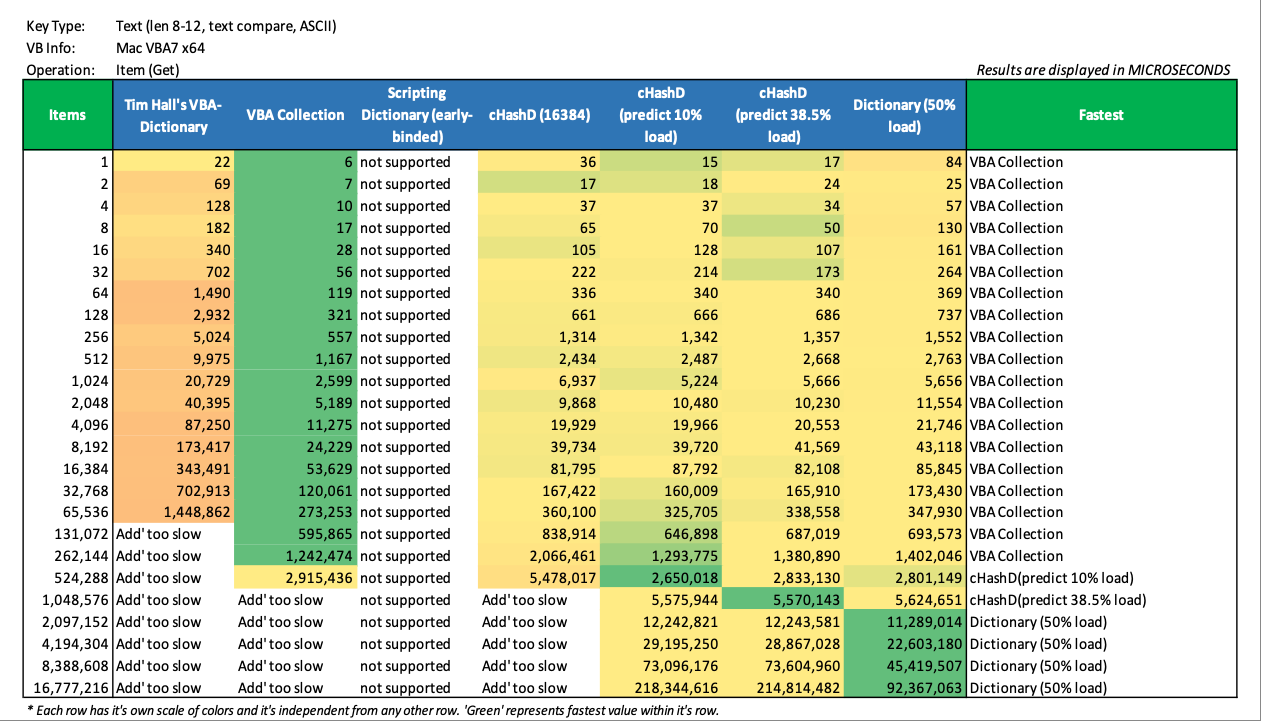 Key Type: Text (len 8-12, text compare, ASCII)
VB Info: Mac VBA7 x64
Operation: Item (Get) Results are displayed in MICROSECONDS
Items Tim Hall's VBA-Dictionary VBA Collection Scripting Dictionary (early-binded) cHashD (16384) cHashD (predict 10% load) cHashD (predict 38.5% load) Dictionary (50% load) Fastest
1 22 6 not supported 36 15 17 84 VBA Collection
2 69 7 not supported 17 18 24 25 VBA Collection
4 128 10 not supported 37 37 34 57 VBA Collection
8 182 17 not supported 65 70 50 130 VBA Collection
16 340 28 not supported 105 128 107 161 VBA Collection
32 702 56 not supported 222 214 173 264 VBA Collection
64 1,490 119 not supported 336 340 340 369 VBA Collection
128 2,932 321 not supported 661 666 686 737 VBA Collection
256 5,024 557 not supported 1,314 1,342 1,357 1,552 VBA Collection
512 9,975 1,167 not supported 2,434 2,487 2,668 2,763 VBA Collection
1,024 20,729 2,599 not supported 6,937 5,224 5,666 5,656 VBA Collection
2,048 40,395 5,189 not supported 9,868 10,480 10,230 11,554 VBA Collection
4,096 87,250 11,275 not supported 19,929 19,966 20,553 21,746 VBA Collection
8,192 173,417 24,229 not supported 39,734 39,720 41,569 43,118 VBA Collection
16,384 343,491 53,629 not supported 81,795 87,792 82,108 85,845 VBA Collection
32,768 702,913 120,061 not supported 167,422 160,009 165,910 173,430 VBA Collection
65,536 1,448,862 273,253 not supported 360,100 325,705 338,558 347,930 VBA Collection
131,072 Add' too slow 595,865 not supported 838,914 646,898 687,019 693,573 VBA Collection
262,144 Add' too slow 1,242,474 not supported 2,066,461 1,293,775 1,380,890 1,402,046 VBA Collection
524,288 Add' too slow 2,915,436 not supported 5,478,017 2,650,018 2,833,130 2,801,149 cHashD(predict 10% load)
1,048,576 Add' too slow Add' too slow not supported Add' too slow 5,575,944 5,570,143 5,624,651 cHashD(predict 38.5% load)
2,097,152 Add' too slow Add' too slow not supported Add' too slow 12,242,821 12,243,581 11,289,014 Dictionary (50% load)
4,194,304 Add' too slow Add' too slow not supported Add' too slow 29,195,250 28,867,028 22,603,180 Dictionary (50% load)
8,388,608 Add' too slow Add' too slow not supported Add' too slow 73,096,176 73,604,960 45,419,507 Dictionary (50% load)
16,777,216 Add' too slow Add' too slow not supported Add' too slow 218,344,616 214,814,482 92,367,063 Dictionary (50% load)
* Each row has it's own scale of colors and it's independent from any other row. 'Green' represents fastest value within it's row.